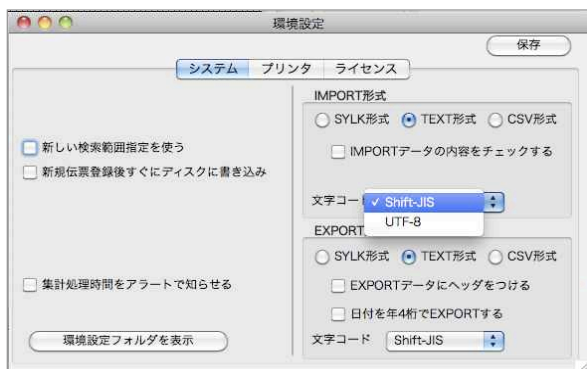 環境設定
保存
システム プリンタ ライセンス
新しい検索範囲指定を使う
新規伝票登録後すぐにディスクに書き込み
集計処理時間をアラートで知らせる
環境設定フォルダを表示
IMPORT形式
SYLK形式 TEXT形式 CSV形式
IMPORTデータの内容をチェックする
文字コード Shift-JIS
UTF-8
EXPORT
SYLK形式 TEXT形式 CSV形式
EXPORTデータにヘッダをつける
日付を年4桁でEXPORTする
文字コード Shift-JIS